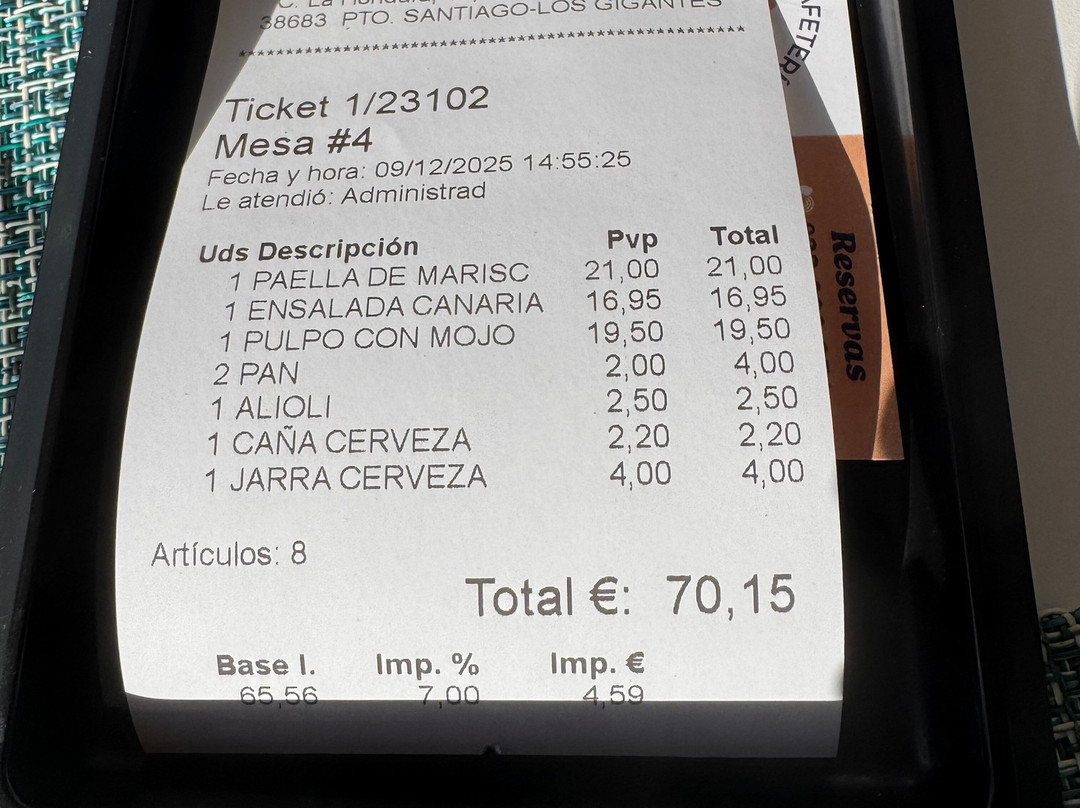 38683 PTO. SANTIAGO-LOS GIGANTES
****************************************************
Ticket 1/23102
Mesa #4
Fecha y hora: 09/12/2025 14:55:25
Le atendió: Administrad
Uds Descripción Pvp Total
1 PAELLA DE MARISC 21,00 21,00
1 ENSALADA CANARIA 16,95 16,95
1 PULPO CON MOJO 19,50 19,50
2 PAN 2,00 4,00
1 ALIOLI 2,50 2,50
1 CAÑA CERVEZA 2,20 2,20
1 JARRA CERVEZA 4,00 4,00
Artículos: 8
Total €: 70,15
Base I. Imp. % Imp. €
65,56 7,00 4,59
Reservas